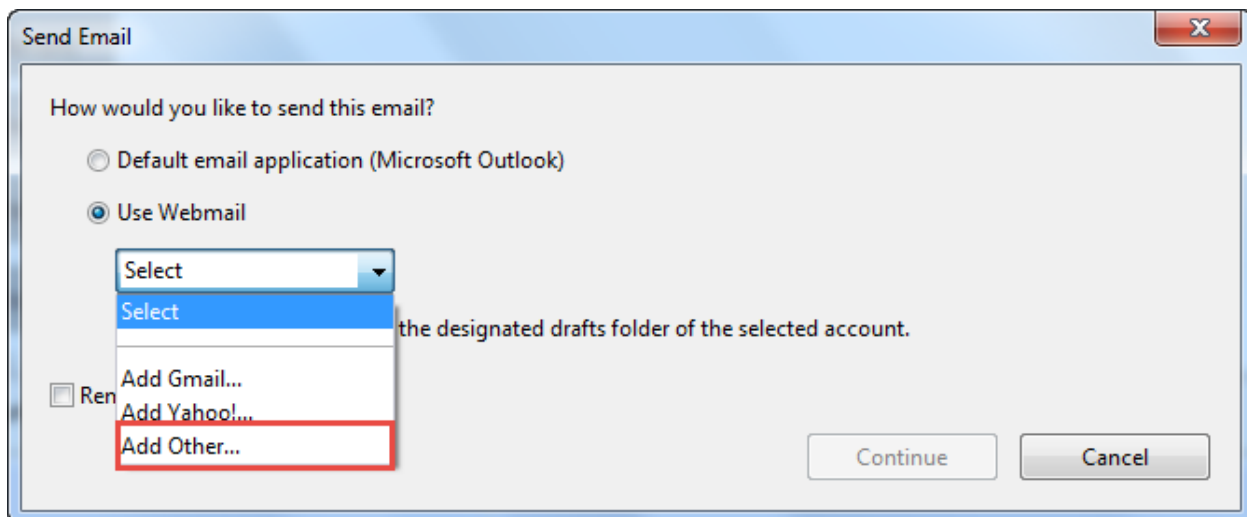 Send Email
How would you like to send this email?
Default email application (Microsoft Outlook)
Use Webmail
Select
Select
the designated drafts folder of the selected account.
Add Gmail...
Add Yahoo!...
Add Other...
Continue
Cancel